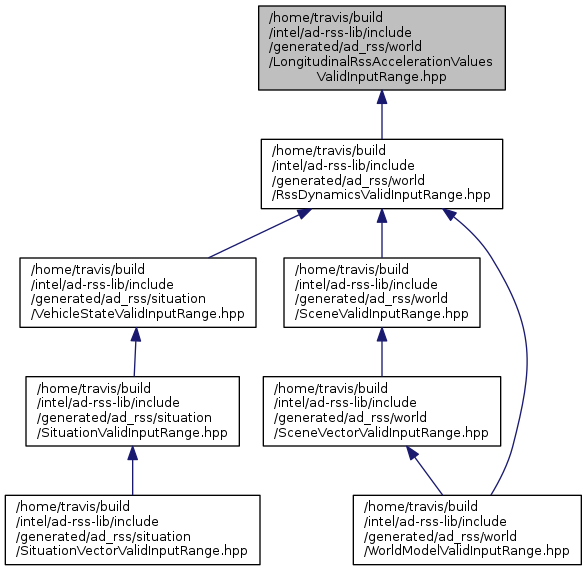 /home/travis/build
/intel/ad-rss-lib/include
/generated/ad_rss/world
/LongitudinalRssAccelerationValues
ValidInputRange.hpp
/home/travis/build
/intel/ad-rss-lib/include
/generated/ad_rss/world
/RssDynamicsValidInputRange.hpp
/home/travis/build
/intel/ad-rss-lib/include
/generated/ad_rss/situation
/VehicleStateValidInputRange.hpp
/home/travis/build
/intel/ad-rss-lib/include
/generated/ad_rss/world
/SceneValidInputRange.hpp
/home/travis/build
/intel/ad-rss-lib/include
/generated/ad_rss/situation
/SituationValidInputRange.hpp
/home/travis/build
/intel/ad-rss-lib/include
/generated/ad_rss/world
/SceneVectorValidInputRange.hpp
/home/travis/build
/intel/ad-rss-lib/include
/generated/ad_rss/situation
/SituationVectorValidInputRange.hpp
/home/travis/build
/intel/ad-rss-lib/include
/generated/ad_rss/world
/WorldModelValidInputRange.hpp